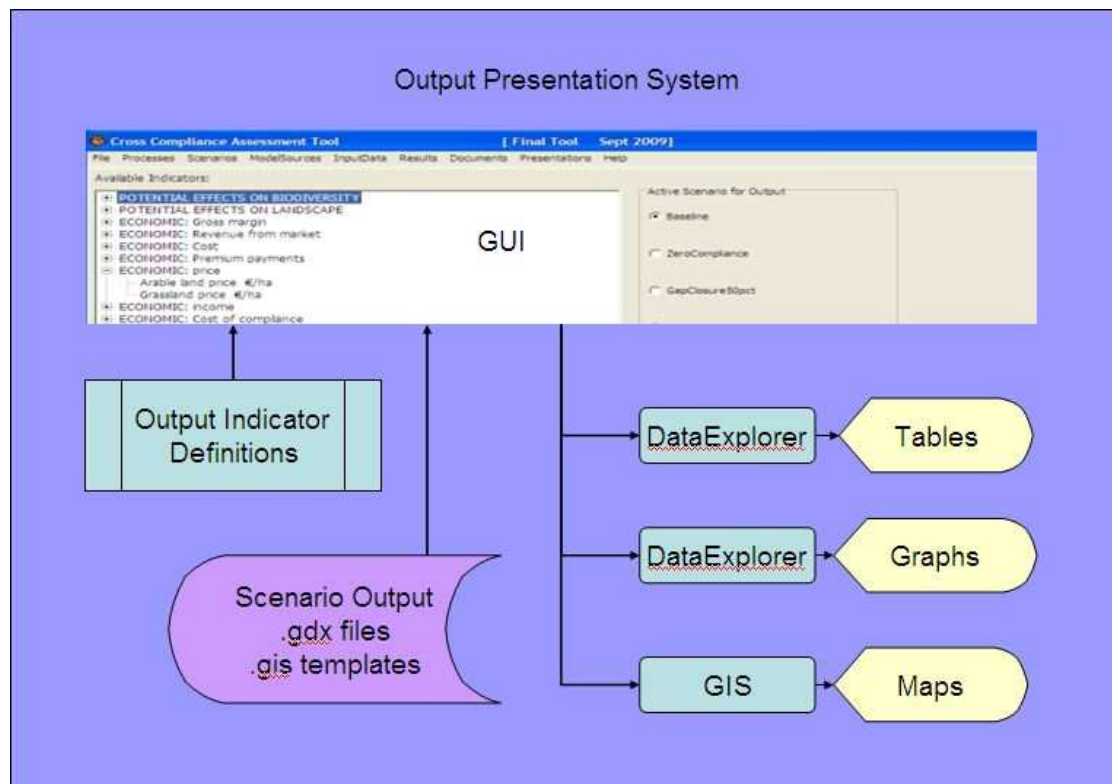 Output Presentation System
Cross Compliance Assessment Tool [ Final Tool Sept 2009]
File Processes Scenarios ModelSources InputData Results Documents Presentations Help
Available Indicators:
POTENTIAL EFFECTS ON BIODIVERSITY
POTENTIAL EFFECTS ON LANDSCAPE
ECONOMIC: Gross margin
ECONOMIC: Revenue from market
ECONOMIC: Cost
ECONOMIC: Premium payments
ECONOMIC: price
Arable land price €/ha
Grassland price €/ha
ECONOMIC: income
ECONOMIC: Cost of compliance
GUI
Active Scenario for Output
Baseline
ZeroCompliance
GapClosure50pct
Output Indicator
Definitions
Scenario Output
.gdx files
.gis templates
DataExplorer
Tables
DataExplorer
Graphs
GIS
Maps